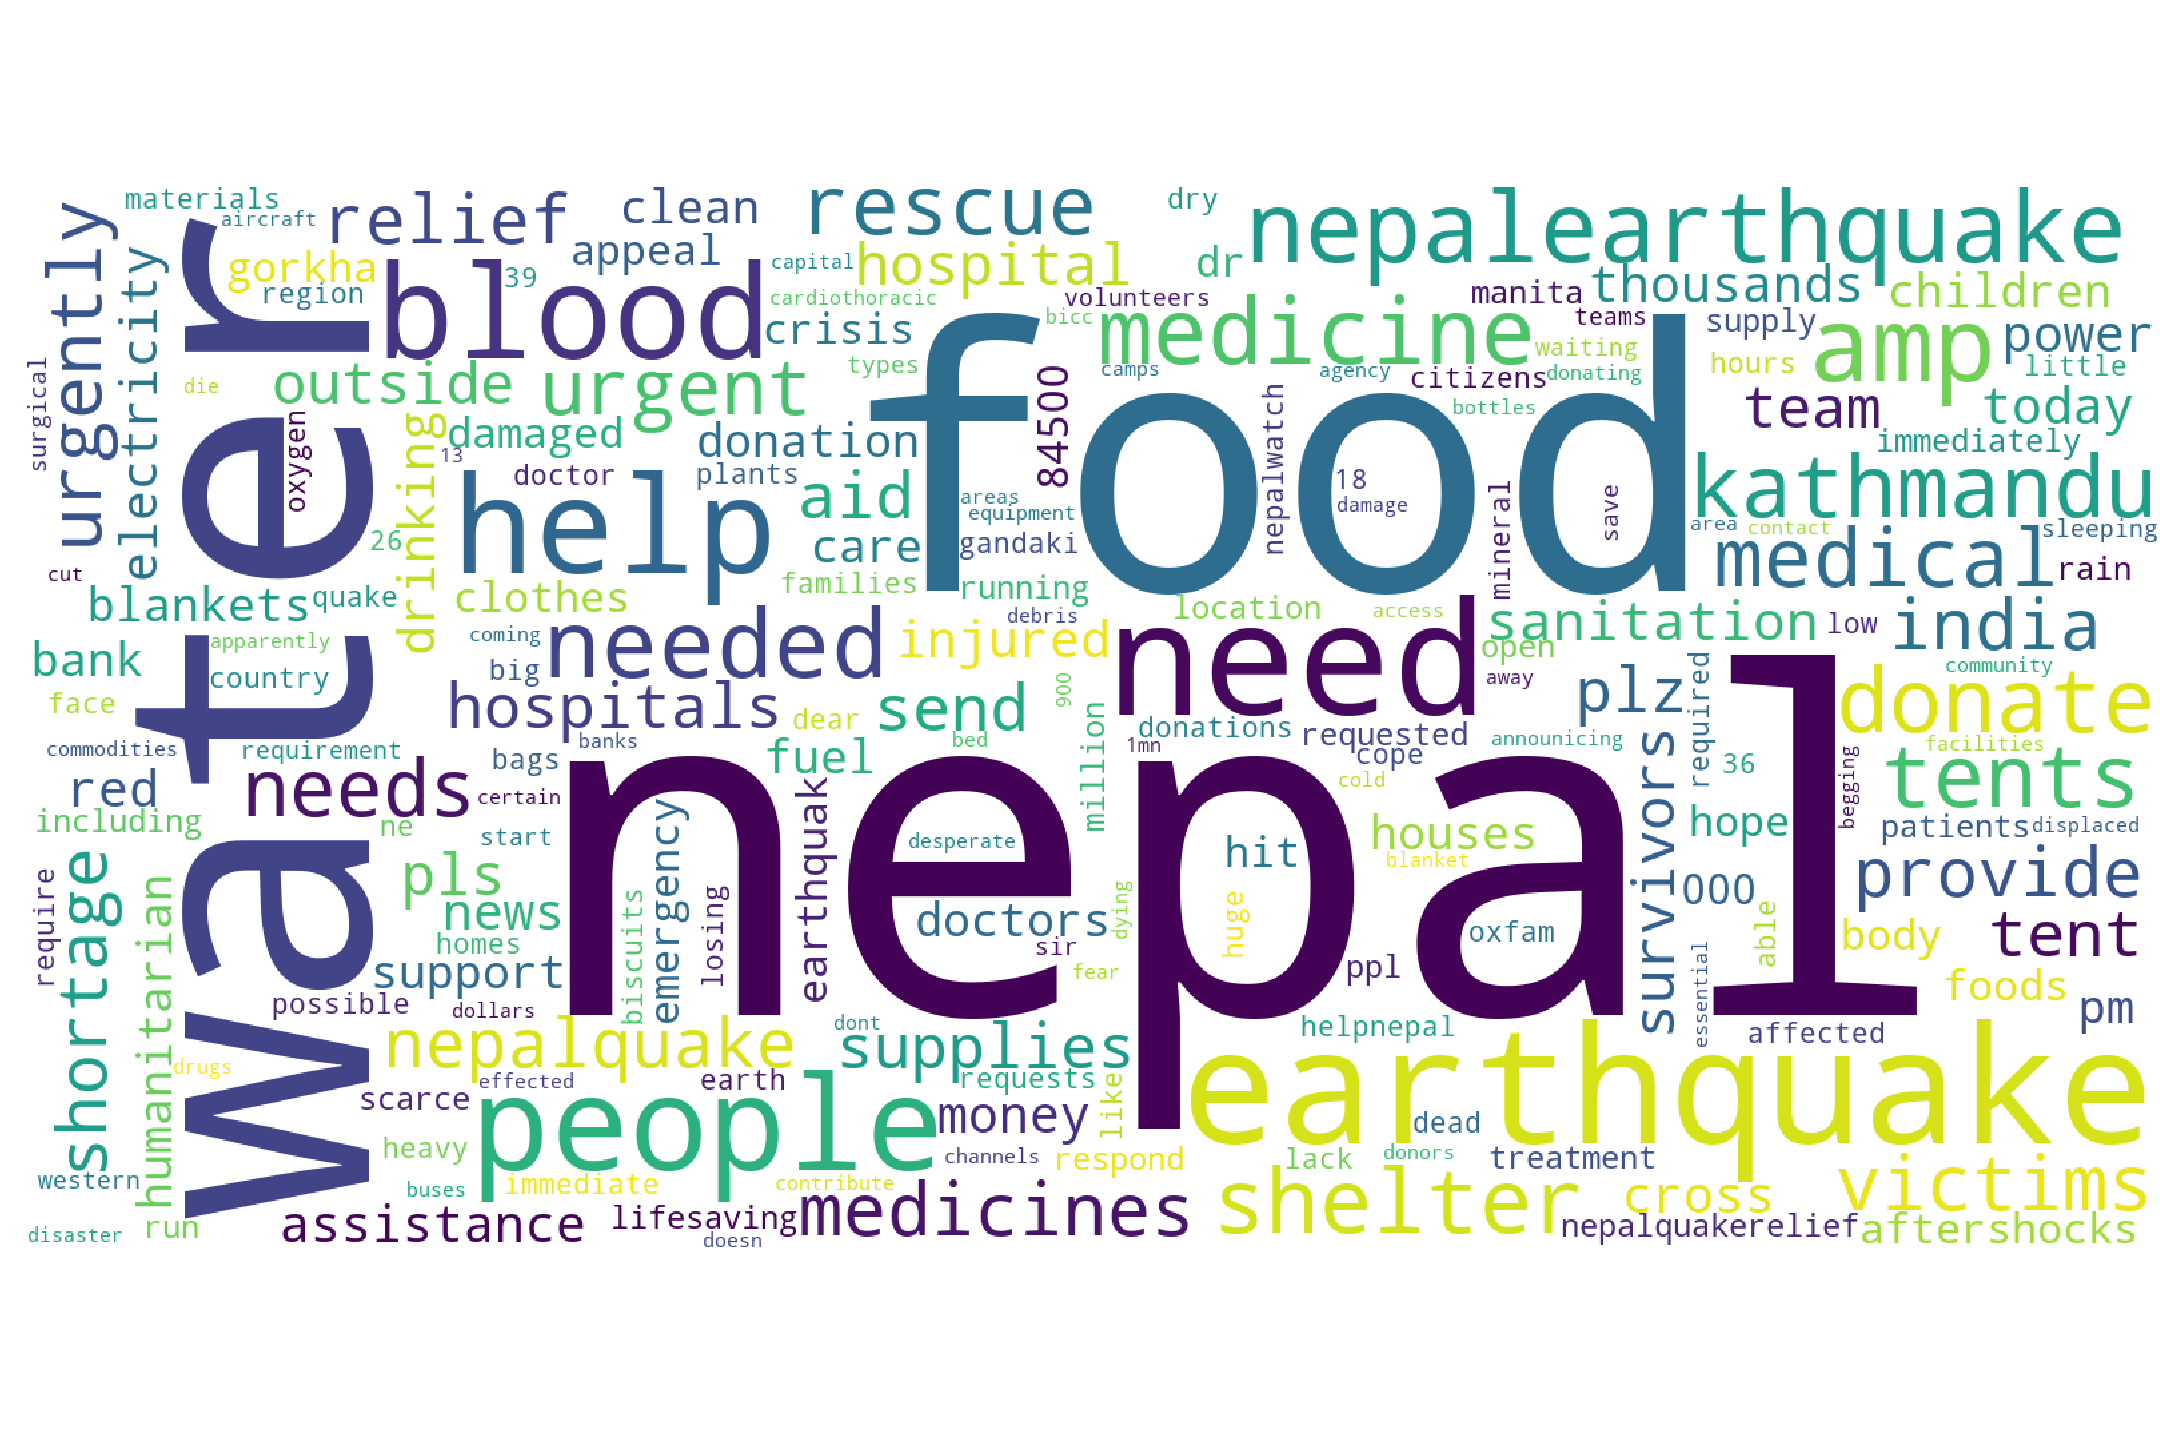 materials
aircraft
relief
clean
rescue
dry
nepalearthquake
urgently
electricity
gorkha
region
appeal
39
capital
hospital
dr
manita
thousands
children
water
blood
cardiothoracic
volunteers
bicc
teams
supply
amp
power
crisis
medicine
waiting
hours
little
surgical
die
outside
urgent
types
food
84500
camps
agency
citizens
donating
bottles
team
today
oxygen
drinking
damaged
13
doctor
donation
plants
nepalwatch
immediately
26
help
aid
areas
equipment
18
damage
mineral
save
kathmandu
area
contact
sleeping
cut
care
gandaki
medical
rain
blankets
quake
clothes
families
running
debris
location
access
sanitation
low
india
apparently
coming
needed
injured
need
open
bank
country
big
away
community
face
hospitals
dear
send
900
million
donations
requested
plz
required
donate
commodities
requirement
banks
bags
fuel
bed
1mn
cope
announicing
survivors
36
facilities
red
needs
certain
nepal
cold
tents
begging
including
ne
start
emergency
earthquak
desperate
hit
houses
blanket
hope
patients
displaced
shortage
humanitarian
require
pls
news
homes
biscuits
losing
doctors
sir
dying
fear
huge
oxfam
ppl
000
able
provide
body
tent
support
possible
dollars
essential
foods
pm
drugs
nepalquake
dont
supplies
helpnepal
affected
effected
earth
requests
like
earthquake
scarce
people
money
dead
heavy
channels
respond
lack
donors
treatment
western
buses
immediate
contribute
shelter
cross
victims
disaster
run
assistance
lifesaving
doesn
medicines
nepalquakerelief
aftershocks